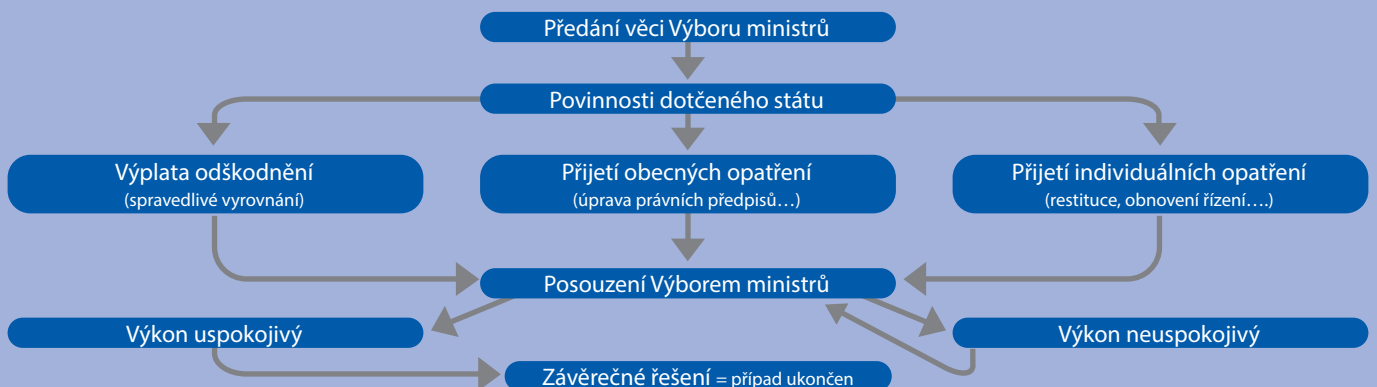 Předání věci Výboru ministrů
Povinnosti dotčeného státu
Výplata odškodnění
(spravedlivé vyrovnání)
Přijetí obecných opatření
(úprava právních předpisů…)
Přijetí individuálních opatření
(restituce, obnovení řízení….)
Posouzení Výborem ministrů
Výkon uspokojivý
Výkon neuspokojivý
Závěrečné řešení = případ ukončen